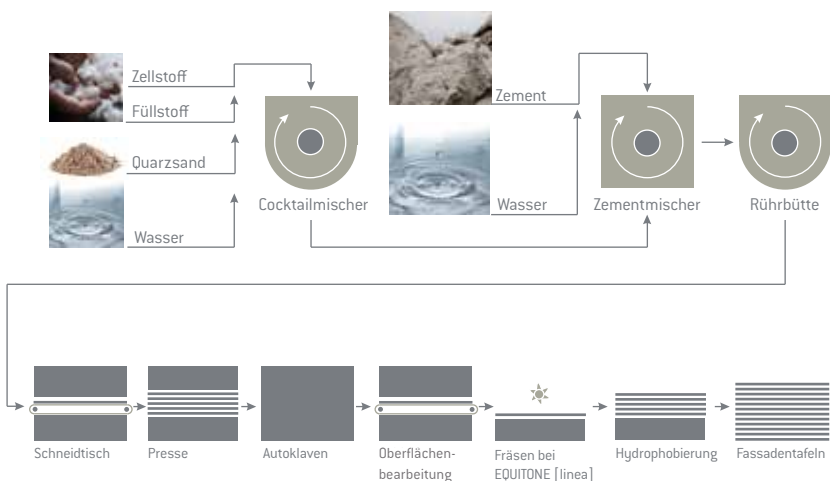 Zellstoff
Füllstoff
Quarzsand
Wasser
Cocktailmischer
Zement
Wasser
Zementmischer
Rührbütte
Schneidtisch
Presse
Autoklaven
Oberflächen-
bearbeitung
Fräsen bei
EQUITONE [linea]
Hydrophobierung
Fassadentafeln